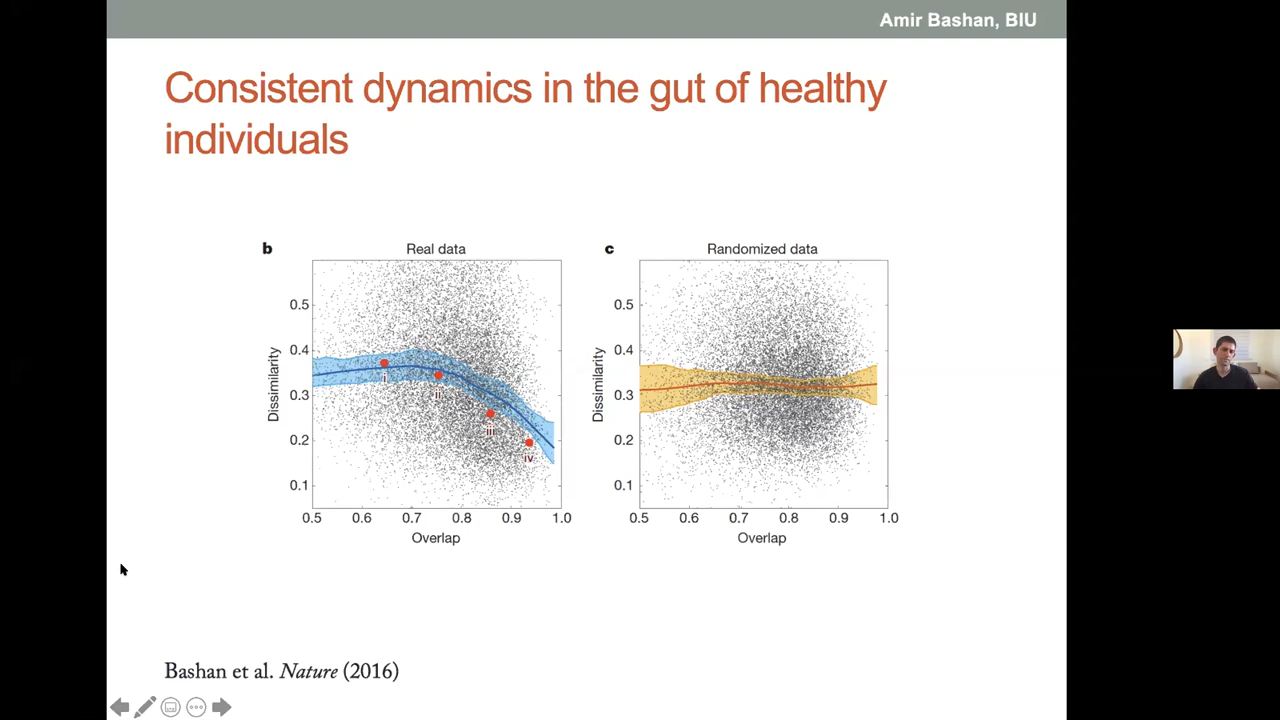 Amir Bashan, BIU
Consistent dynamics in the gut of healthy
individuals
b
Real data
Dissimilarity
0.5
0.4
0.3
0.2
0.1
i
ii
iii
iv
0.5 0.6 0.7 0.8 0.9 1.0
Overlap
c
Randomized data
Dissimilarity
0.5
0.4
0.3
0.2
0.1
0.5 0.6 0.7 0.8 0.9 1.0
Overlap
Bashan et al. Nature (2016)